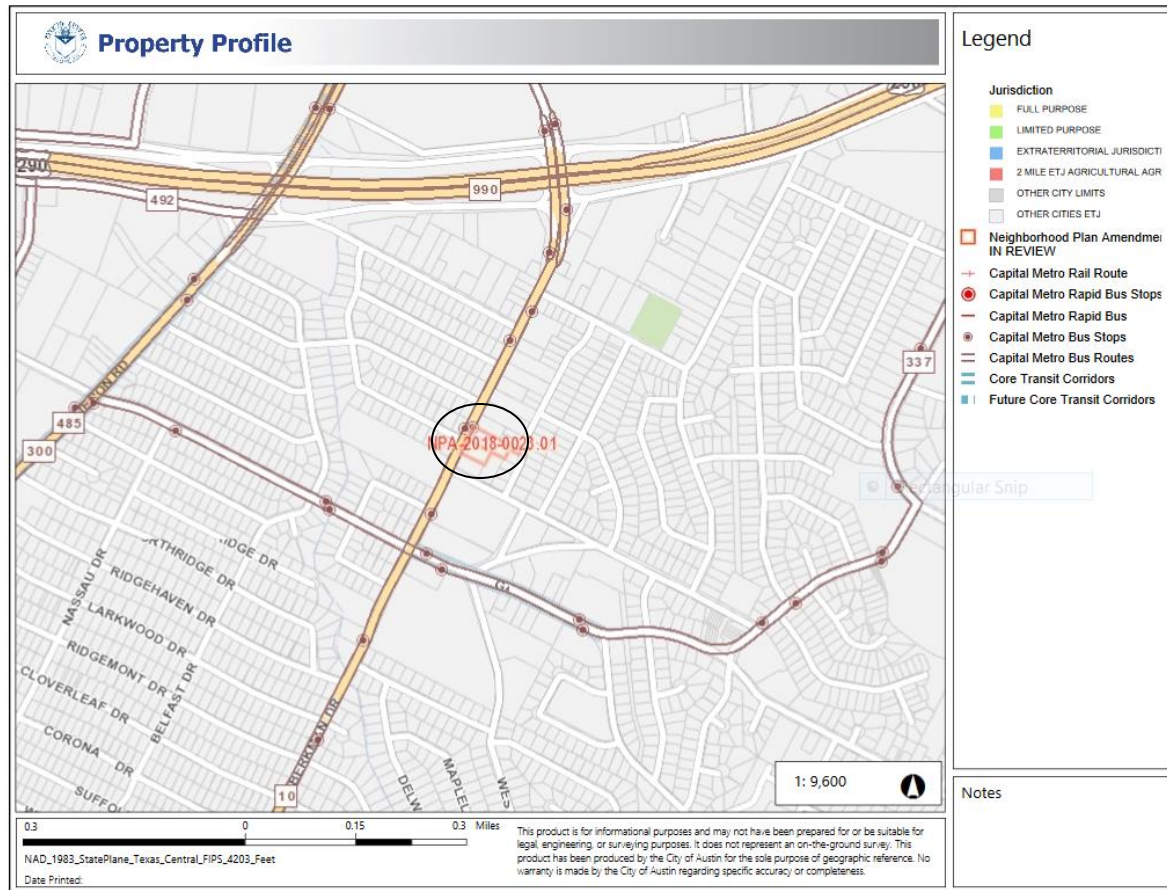 Property Profile
290
290
492
990
337
NPA-2018-0023.01
485
300
NASSAU DR
RIDGEHAVEN DR
LARKWOOD DR
RIDGEMONT DR
CLOVERLEAF DR
BELFAST DR
CORONA DR
BERKMAN DR
10
DELW
MAPLEL
WES
1: 9,600
Legend
Jurisdiction
FULL PURPOSE
LIMITED PURPOSE
EXTRATERRITORIAL JURISDICTI
2 MILE ETJ AGRICULTURAL AGR
OTHER CITY LIMITS
OTHER CITIES ETJ
Neighborhood Plan Amendmen
IN REVIEW
Capital Metro Rail Route
Capital Metro Rapid Bus Stops
Capital Metro Rapid Bus
Capital Metro Bus Stops
Capital Metro Bus Routes
Core Transit Corridors
Future Core Transit Corridors
Notes
0.3 0 0.15 0.3 Miles
NAD_1983_StatePlane_Texas_Central_FIPS_4203_Feet
Date Printed:
This product is for informational purposes and may not have been prepared for or be suitable for
legal, engineering, or surveying purposes. It does not represent an on-the-ground survey. This
product has been produced by the City of Austin for the sole purpose of geographic reference. No
warranty is made by the City of Austin regarding specific accuracy or completeness.